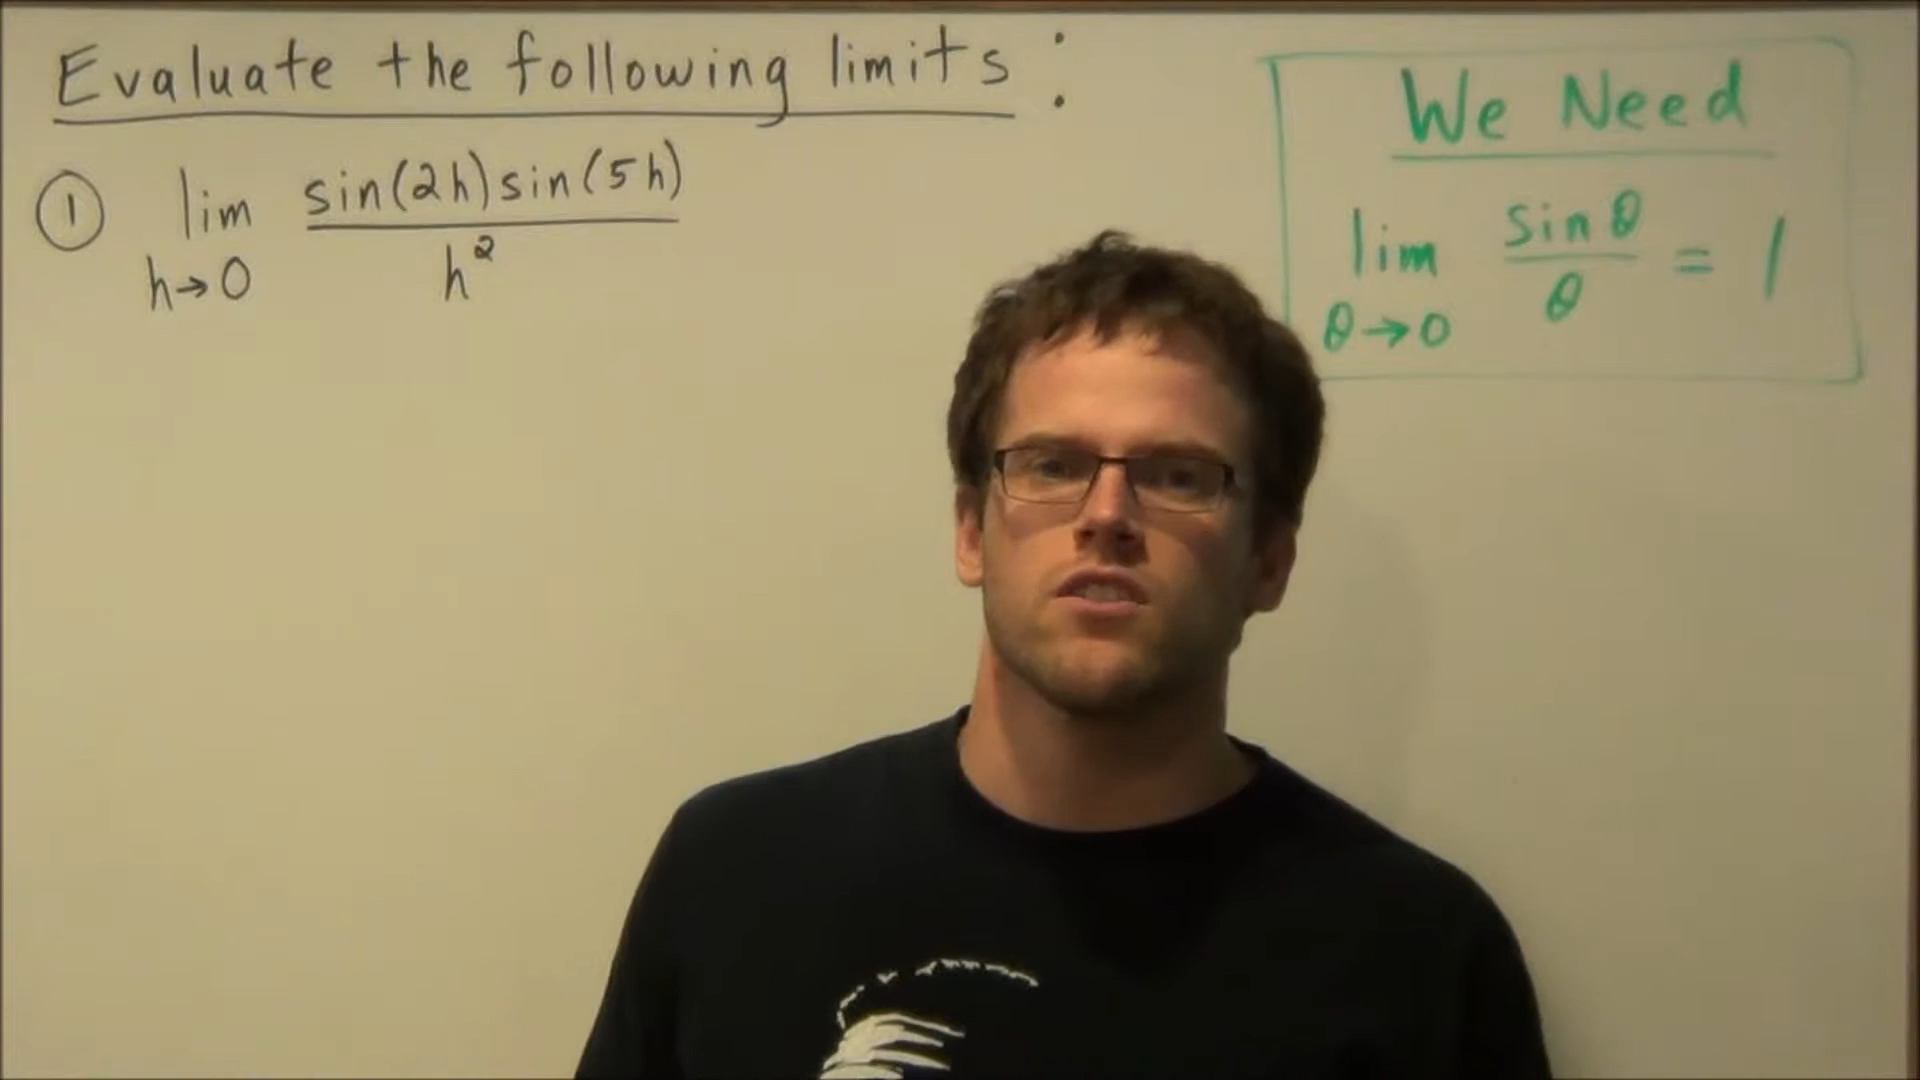 Evaluate the following limits:
① lim sin(2h)sin(5h)
h→0 h²
We Need
lim sin θ = 1
θ→0 θ